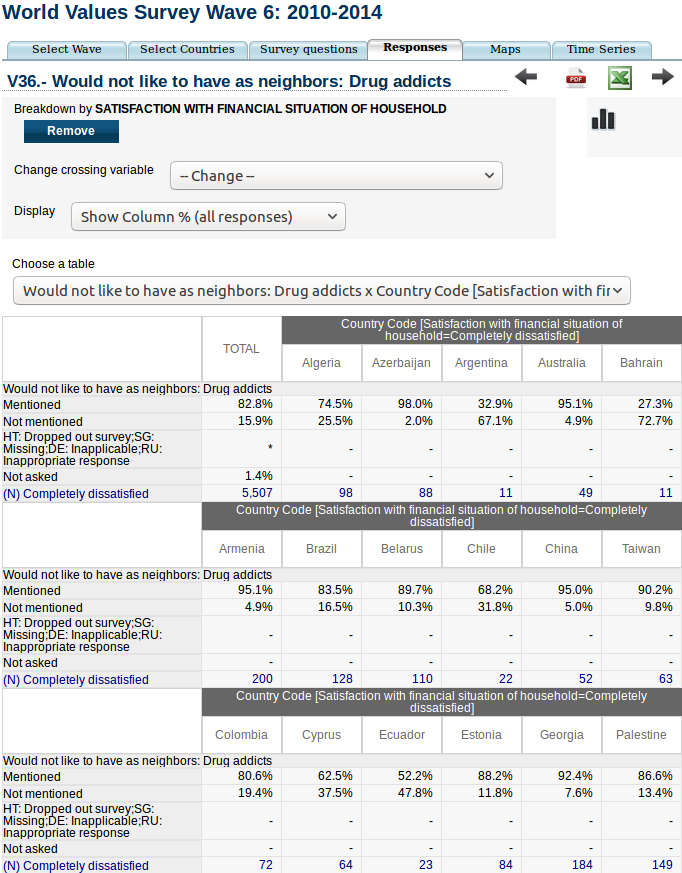 World Values Survey Wave 6: 2010-2014
Select Wave Select Countries Survey questions Responses Maps Time Series
V36.- Would not like to have as neighbors: Drug addicts
PDF
Breakdown by SATISFACTION WITH FINANCIAL SITUATION OF HOUSEHOLD
Remove
Change crossing variable -- Change --
Display Show Column % (all responses)
Choose a table
Would not like to have as neighbors: Drug addicts x Country Code [Satisfaction with fir
TOTAL Country Code [Satisfaction with financial situation of
household=Completely dissatisfied]
Algeria Azerbaijan Argentina Australia Bahrain
Would not like to have as neighbors: Drug addicts
Mentioned 82.8% 74.5% 98.0% 32.9% 95.1% 27.3%
Not mentioned 15.9% 25.5% 2.0% 67.1% 4.9% 72.7%
HT: Dropped out survey;SG:
Missing;DE: Inapplicable;RU: * - - - - -
Inappropriate response
Not asked 1.4% - - - - -
(N) Completely dissatisfied 5,507 98 88 11 49 11
Country Code [Satisfaction with financial situation of household=Completely
dissatisfied]
Armenia Brazil Belarus Chile China Taiwan
Would not like to have as neighbors: Drug addicts
Mentioned 95.1% 83.5% 89.7% 68.2% 95.0% 90.2%
Not mentioned 4.9% 16.5% 10.3% 31.8% 5.0% 9.8%
HT: Dropped out survey;SG:
Missing;DE: Inapplicable;RU: - - - - - -
Inappropriate response
Not asked - - - - - -
(N) Completely dissatisfied 200 128 110 22 52 63
Country Code [Satisfaction with financial situation of household=Completely
dissatisfied]
Colombia Cyprus Ecuador Estonia Georgia Palestine
Would not like to have as neighbors: Drug addicts
Mentioned 80.6% 62.5% 52.2% 88.2% 92.4% 86.6%
Not mentioned 19.4% 37.5% 47.8% 11.8% 7.6% 13.4%
HT: Dropped out survey;SG:
Missing;DE: Inapplicable;RU: - - - - - -
Inappropriate response
Not asked - - - - - -
(N) Completely dissatisfied 72 64 23 84 184 149